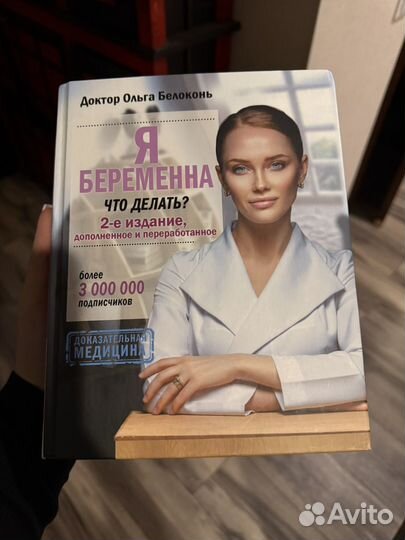 Доктор Ольга Белоконь
Я
БЕРЕМЕННА
ЧТО ДЕЛАТЬ?
2-е издание,
дополненное и переработанное
более
3 000 000
подписчиков
ДОКАЗАТЕЛЬНАЯ
МЕДИЦИНА
Avito